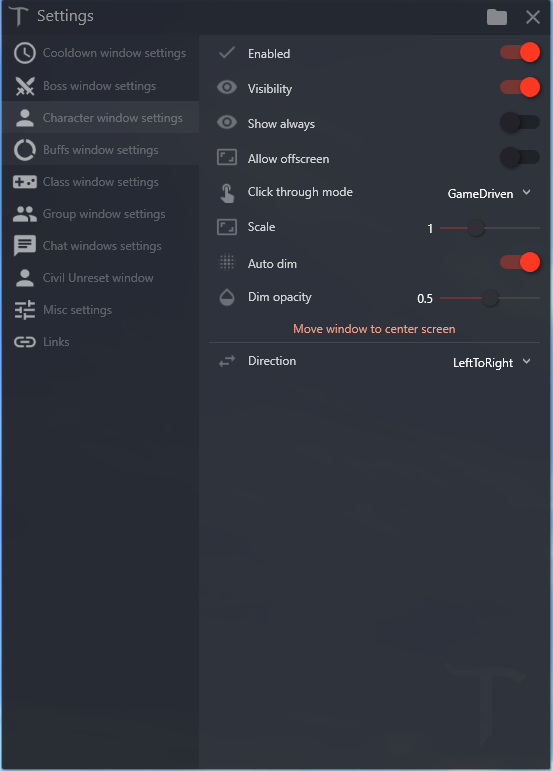 Settings
Cooldown window settings
Boss window settings
Character window settings
Buffs window settings
Class window settings
Group window settings
Chat windows settings
Civil Unreset window
Misc settings
Links
Enabled
Visibility
Show always
Allow offscreen
Click through mode GameDriven
Scale 1
Auto dim
Dim opacity 0.5
Move window to center screen
Direction LeftToRight